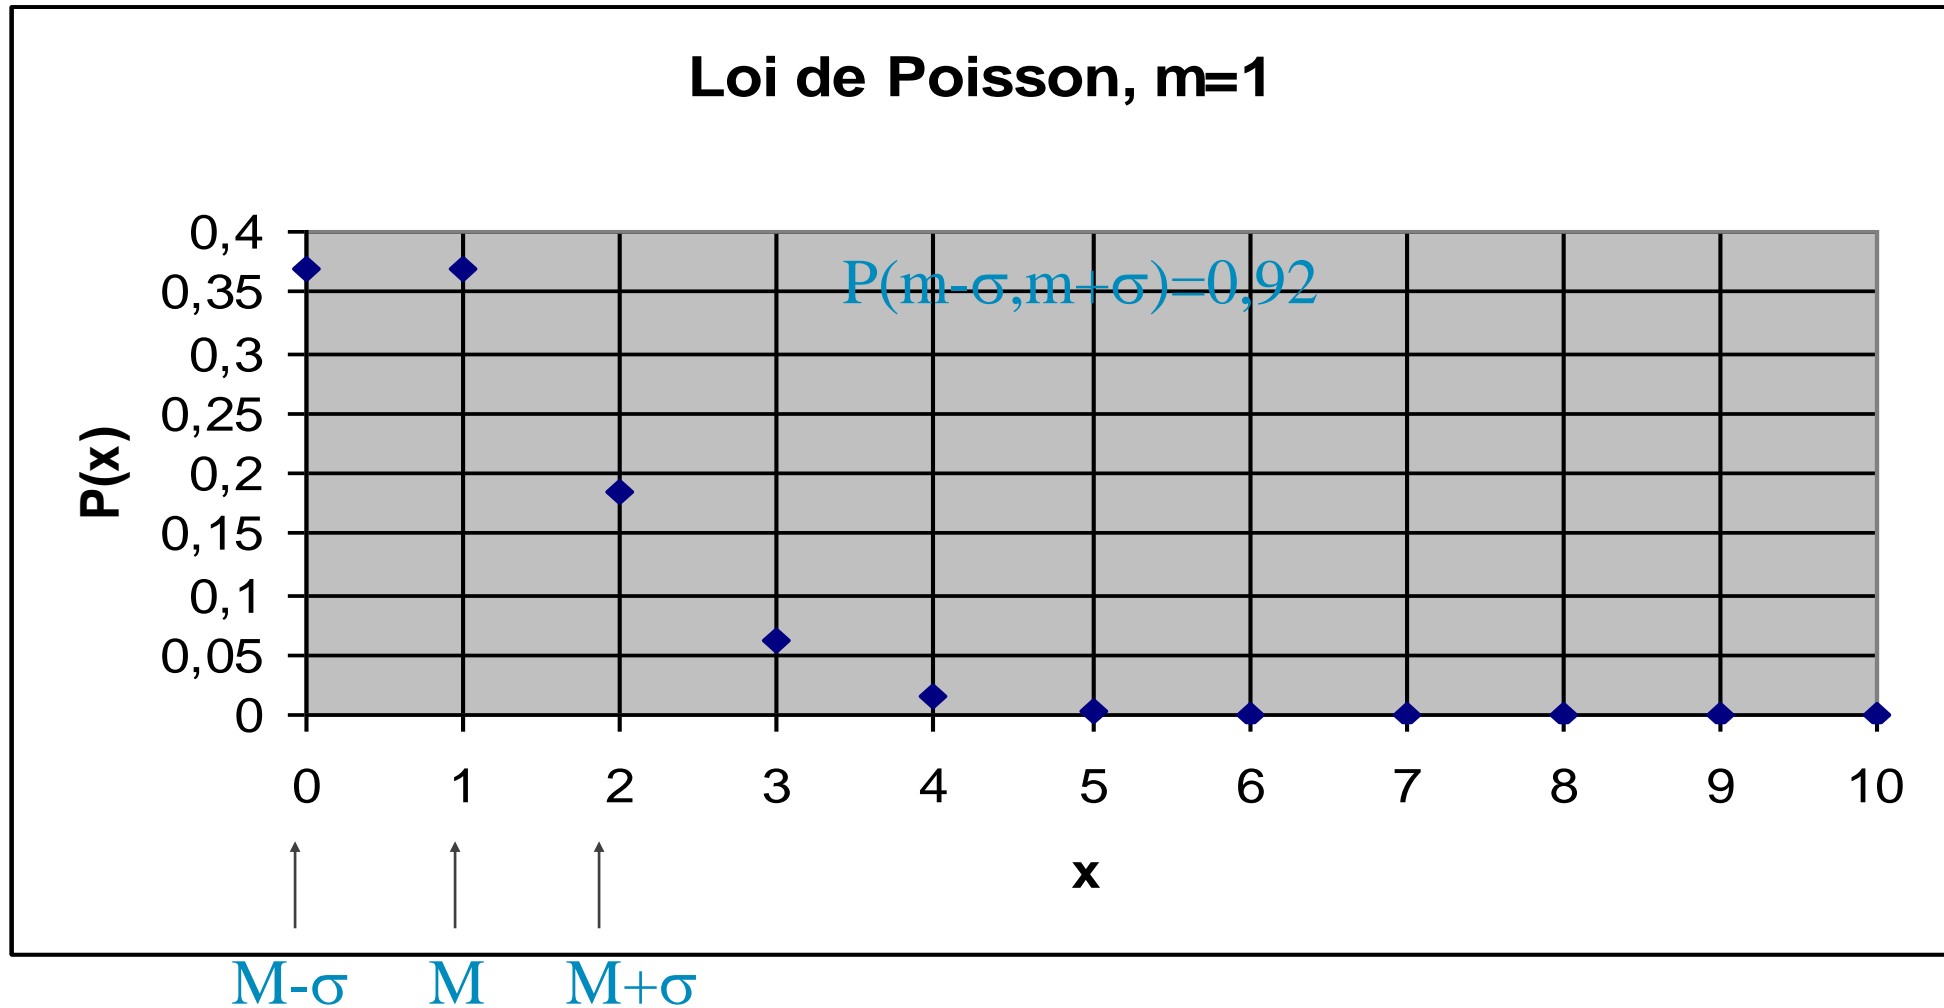 Loi de Poisson, m=1
P(m-σ,m+σ)=0,92
0,4
0,35
0,3
0,25
0,2
0,15
0,1
0,05
0
P(x)
0 1 2 3 4 5 6 7 8 9 10
x
M-σ M M+σ